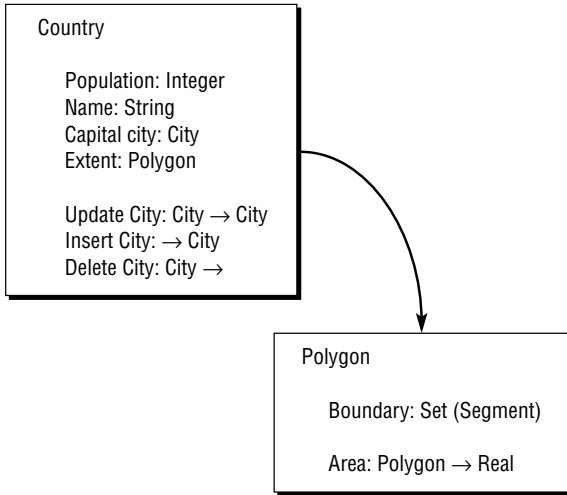 Country
Population: Integer
Name: String
Capital city: City
Extent: Polygon
Update City: City → City
Insert City: → City
Delete City: City →
Polygon
Boundary: Set (Segment)
Area: Polygon → Real